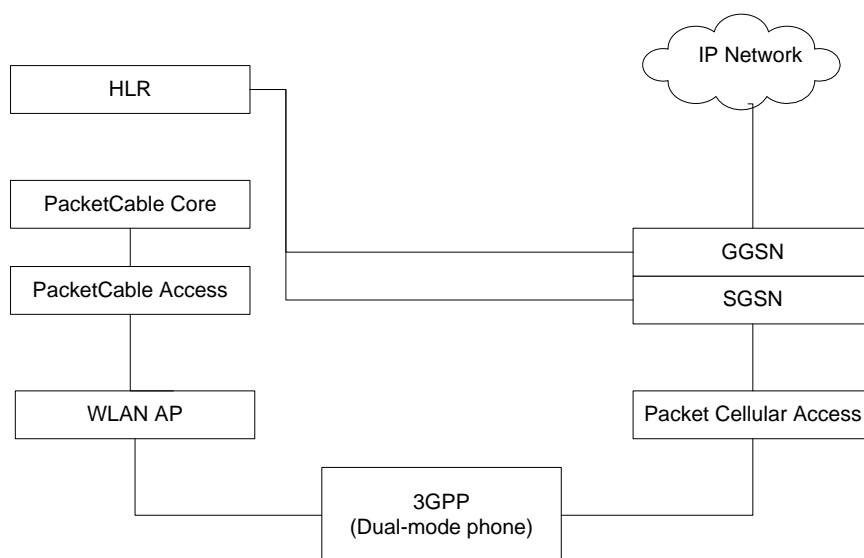 IP Network
HLR
PacketCable Core
GGSN
PacketCable Access
SGSN
WLAN AP
Packet Cellular Access
3GPP
(Dual-mode phone)